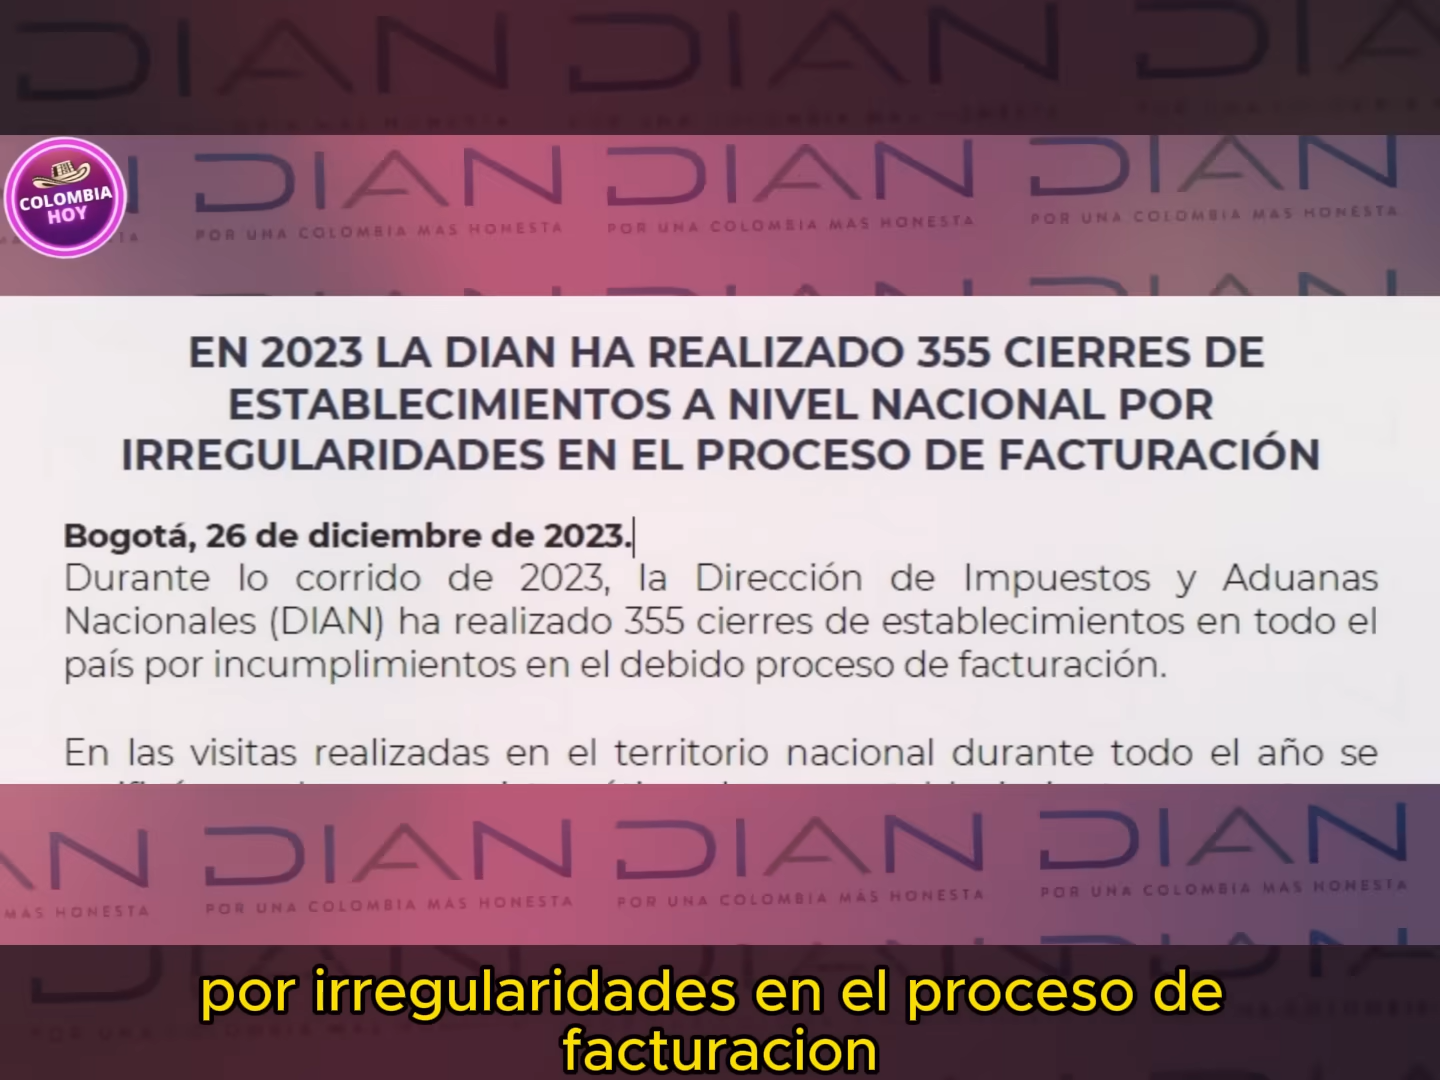 DIAN DIAN DIA
COLOMBIA
HOY
DIAN DIAN DIAN
POR UNA COLOMBIA MAS HONESTA POR UNA COLOMBIA MAS HONESTA POR UNA COLOMBIA MAS HONESTA
EN 2023 LA DIAN HA REALIZADO 355 CIERRES DE
ESTABLECIMIENTOS A NIVEL NACIONAL POR
IRREGULARIDADES EN EL PROCESO DE FACTURACIÓN
Bogotá, 26 de diciembre de 2023.
Durante lo corrido de 2023, la Dirección de Impuestos y Aduanas
Nacionales (DIAN) ha realizado 355 cierres de establecimientos en todo el
país por incumplimientos en el debido proceso de facturación.
En las visitas realizadas en el territorio nacional durante todo el año se
AN DIAN DIAN DIAN
MÁS HONESTA POR UNA COLOMBIA MAS HONESTA POR UNA COLOMBIA MÁS HONESTA POR UNA COLOMBIA MAS HONESTA
por irregularidades en el proceso de
facturacion